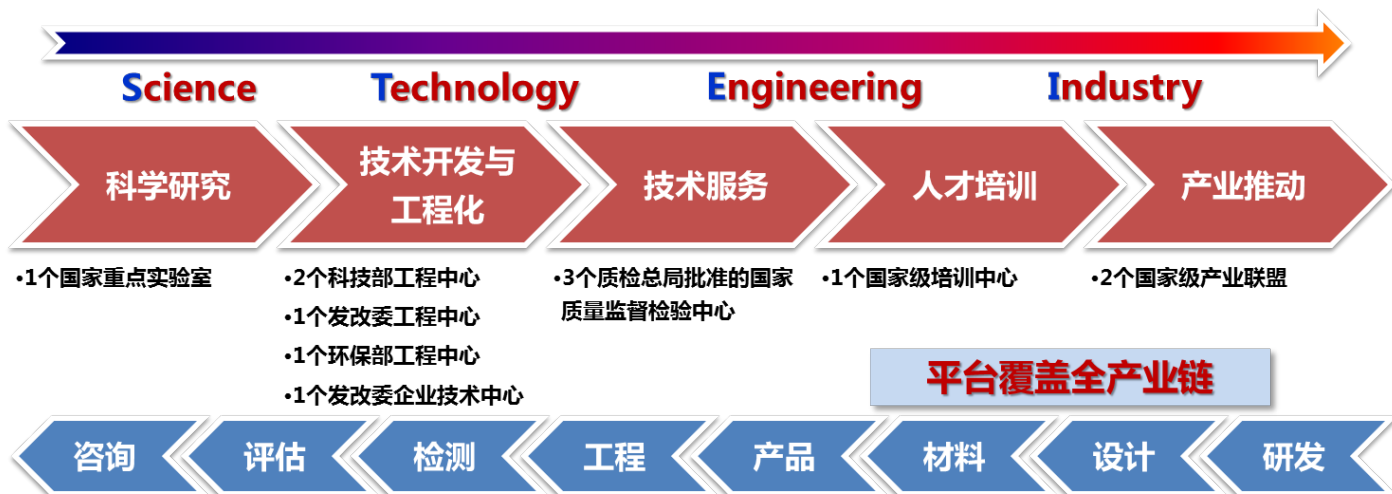 Science Technology Engineering Industry
科学研究
技术开发与
工程化
技术服务
人才培训
产业推动
•1个国家重点实验室
•2个科技部工程中心
•1个发改委工程中心
•1个环保部工程中心
•1个发改委企业技术中心
•3个质检总局批准的国家
质量监督检验中心
•1个国家级培训中心
•2个国家级产业联盟
平台覆盖全产业链
咨询 评估 检测 工程 产品 材料 设计 研发